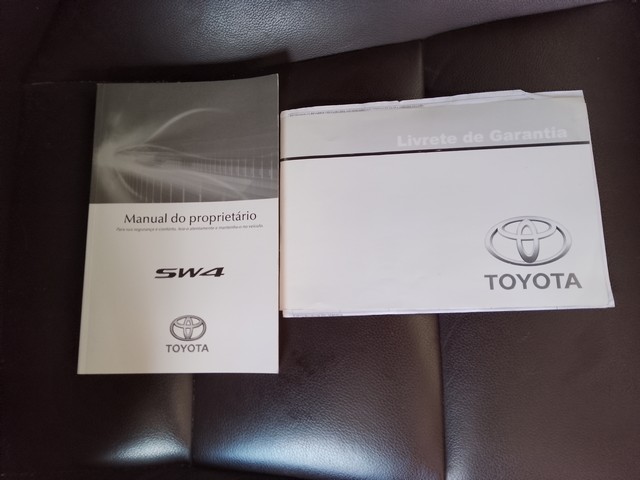 Manual do proprietário
SW4
TOYOTA
Livrete de Garantia
TOYOTA